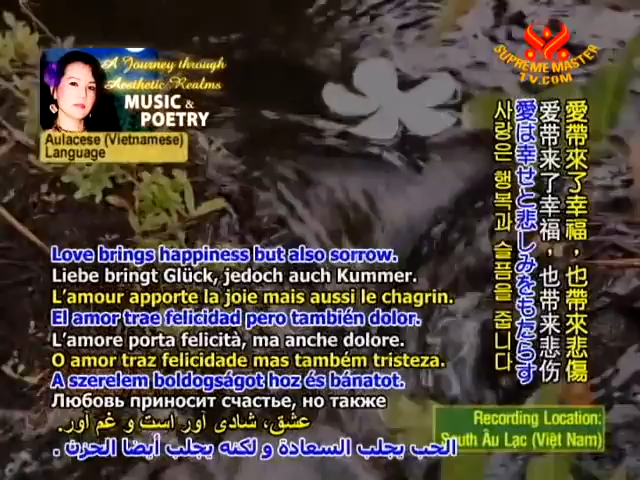 A Journey through
Aesthetic Realms
MUSIC &
POETRY
Aulacese (Vietnamese)
Language
SUPREME MASTER
TV.COM
愛帶來了幸福，也帶來悲傷
爱带来了幸福，也带来悲伤
愛は幸せと悲しみをもたらす
사랑은 행복과 슬픔을 줍니다
Love brings happiness but also sorrow.
Liebe bringt Glück, jedoch auch Kummer.
L'amour apporte la joie mais aussi le chagrin.
El amor trae felicidad pero también dolor.
L'amore porta felicità, ma anche dolore.
O amor traz felicidade mas também tristeza.
A szerelem boldogságot hoz és bánatot.
Любовь приносит счастье, но также
عشق، شادی آور است و غم آور.
الحب يجلب السعادة و لكنه يجلب أيضا الحزن .
Recording Location:
South Âu Lạc (Việt Nam)